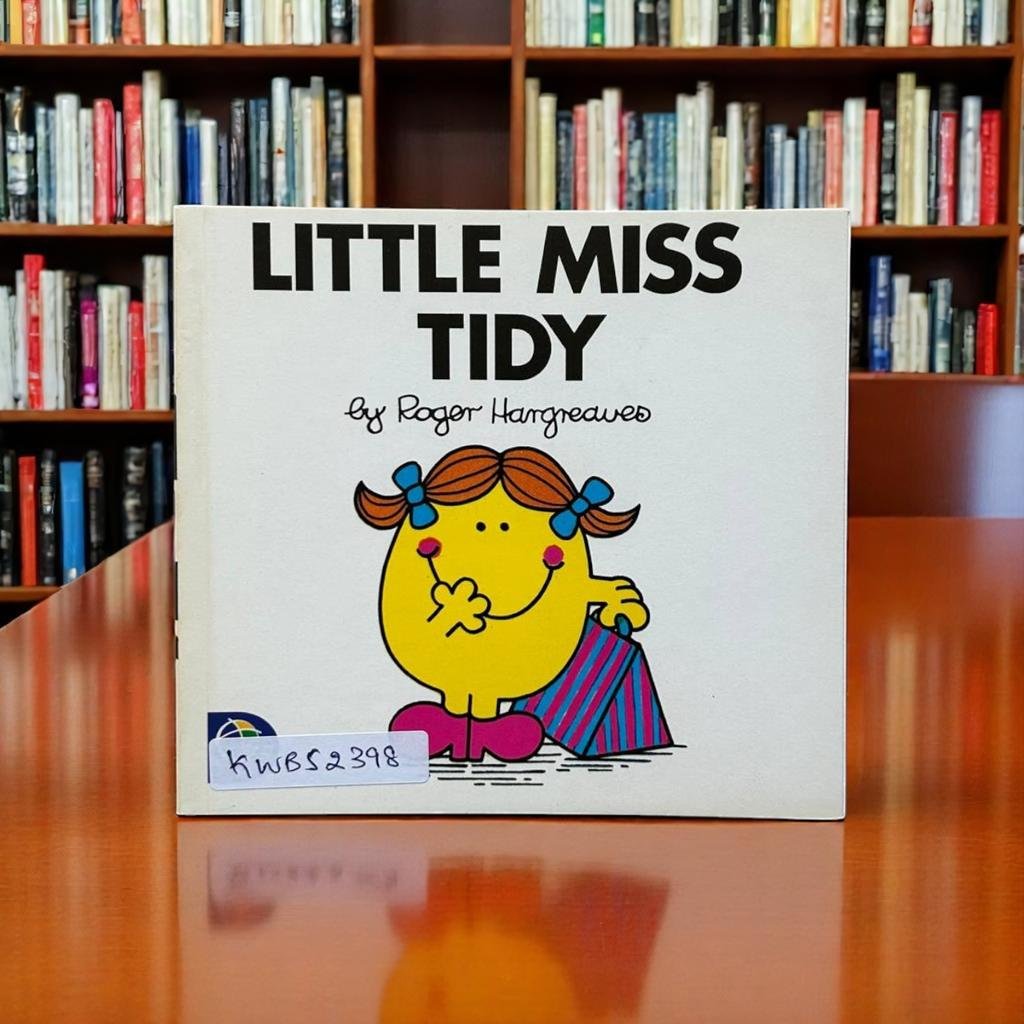 LITTLE MISS
TIDY
by Roger Hargreaves
KWBS2398